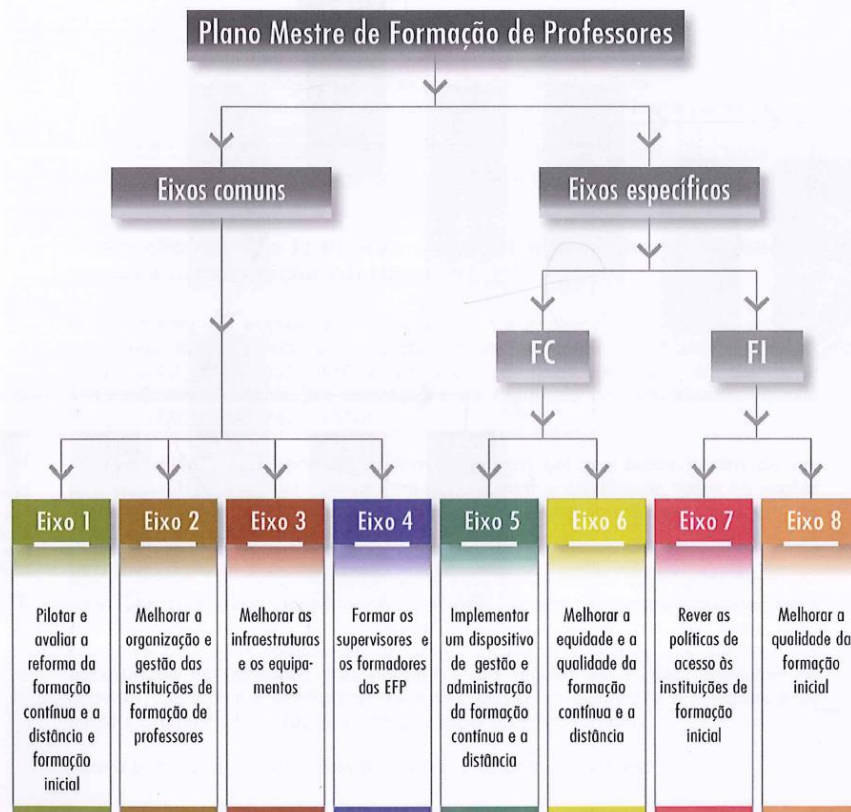 Plano Mestre de Formação de Professores
Eixos comuns
Eixos específicos
FC
FI
Eixo 1
Pilotar e
avaliar a
reforma da
formação
contínua e a
distância e
formação
inicial
Eixo 2
Melhorar a
organização e
gestão das
instituições de
formação de
professores
Eixo 3
Melhorar as
infraestruturas
e os equipa-
mentos
Eixo 4
Formar os
supervisores e
os formadores
das EFP
Eixo 5
Implementar
um dispositivo
de gestão e
administração
da formação
contínua e a
distância
Eixo 6
Melhorar a
equidade e a
qualidade da
formação
contínua e a
distância
Eixo 7
Rever as
políticas de
acesso às
instituições de
formação
inicial
Eixo 8
Melhorar a
qualidade da
formação
inicial